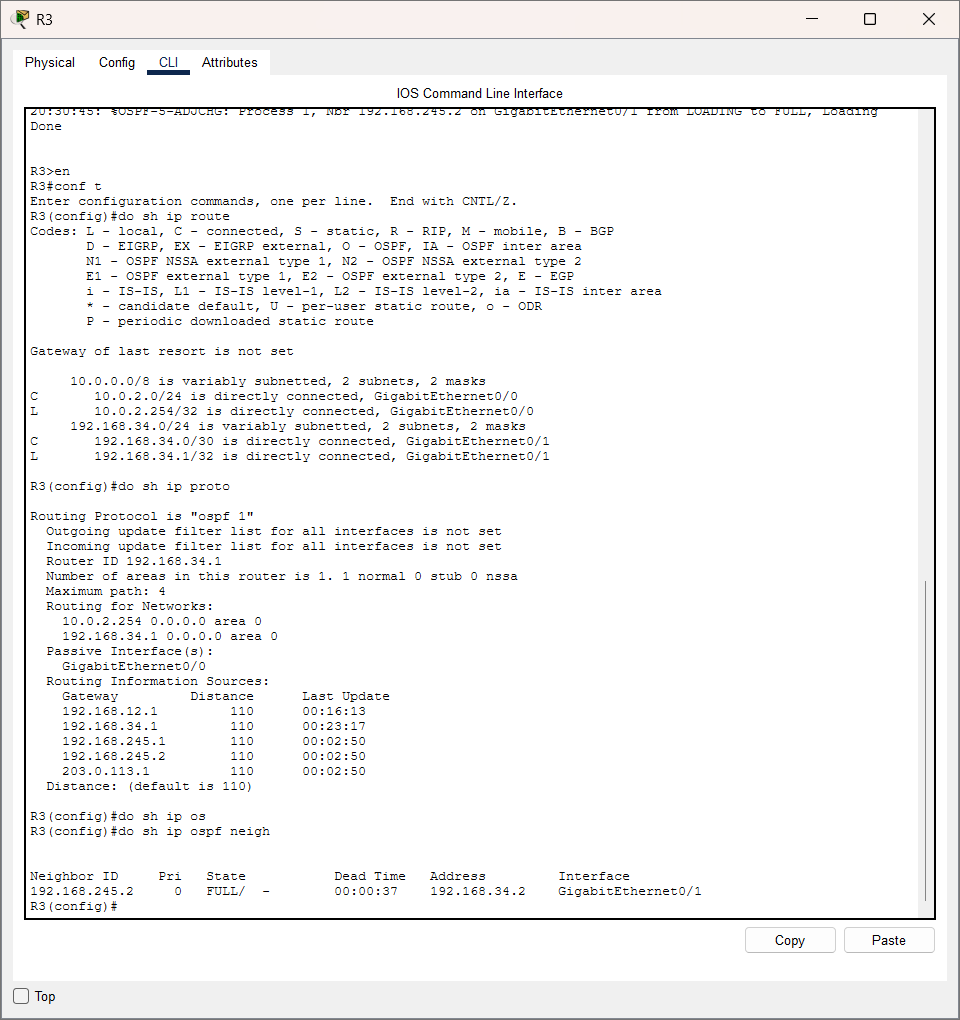 R3
Physical Config CLI Attributes
IOS Command Line Interface
20:30:45: %OSPF-5-ADJCHG: Process 1, Nbr 192.168.245.2 on GigabitEthernet0/1 from LOADING to FULL, Loading
Done
R3>en
R3#conf t
Enter configuration commands, one per line.  End with CNTL/Z.
R3(config)#do sh ip route
Codes: L - local, C - connected, S - static, R - RIP, M - mobile, B - BGP
       D - EIGRP, EX - EIGRP external, O - OSPF, IA - OSPF inter area
       N1 - OSPF NSSA external type 1, N2 - OSPF NSSA external type 2
       E1 - OSPF external type 1, E2 - OSPF external type 2, E - EGP
       i - IS-IS, L1 - IS-IS level-1, L2 - IS-IS level-2, ia - IS-IS inter area
       * - candidate default, U - per-user static route, o - ODR
       P - periodic downloaded static route
Gateway of last resort is not set
     10.0.0.0/8 is variably subnetted, 2 subnets, 2 masks
C       10.0.2.0/24 is directly connected, GigabitEthernet0/0
L       10.0.2.254/32 is directly connected, GigabitEthernet0/0
     192.168.34.0/24 is variably subnetted, 2 subnets, 2 masks
C       192.168.34.0/30 is directly connected, GigabitEthernet0/1
L       192.168.34.1/32 is directly connected, GigabitEthernet0/1
R3(config)#do sh ip proto
Routing Protocol is "ospf 1"
  Outgoing update filter list for all interfaces is not set
  Incoming update filter list for all interfaces is not set
  Router ID 192.168.34.1
  Number of areas in this router is 1. 1 normal 0 stub 0 nssa
  Maximum path: 4
  Routing for Networks:
    10.0.2.254 0.0.0.0 area 0
    192.168.34.1 0.0.0.0 area 0
  Passive Interface(s):
    GigabitEthernet0/0
  Routing Information Sources:
    Gateway         Distance      Last Update
    192.168.12.1         110      00:16:13
    192.168.34.1         110      00:23:17
    192.168.245.1        110      00:02:50
    192.168.245.2        110      00:02:50
    203.0.113.1          110      00:02:50
  Distance: (default is 110)
R3(config)#do sh ip os
R3(config)#do sh ip ospf neigh
Neighbor ID     Pri   State           Dead Time   Address         Interface
192.168.245.2     0   FULL/  -        00:00:37    192.168.34.2    GigabitEthernet0/1
R3(config)#
Copy Paste
Top